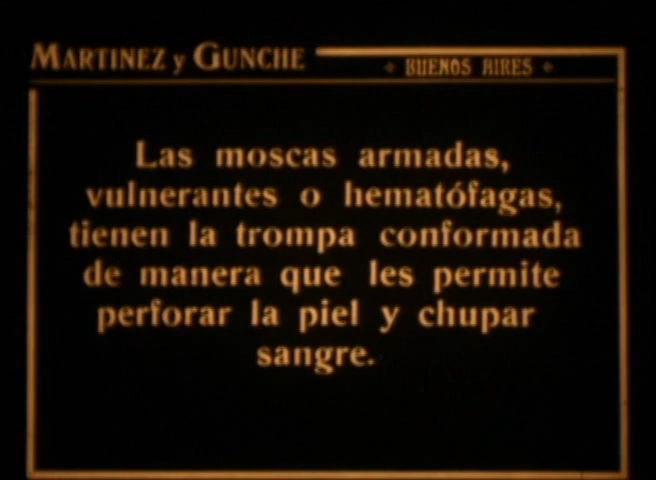 MARTINEZ y GUNCHE
BUENOS AIRES
Las moscas armadas,
vulnerantes o hematófagas,
tienen la trompa conformada
de manera que les permite
perforar la piel y chupar
sangre.